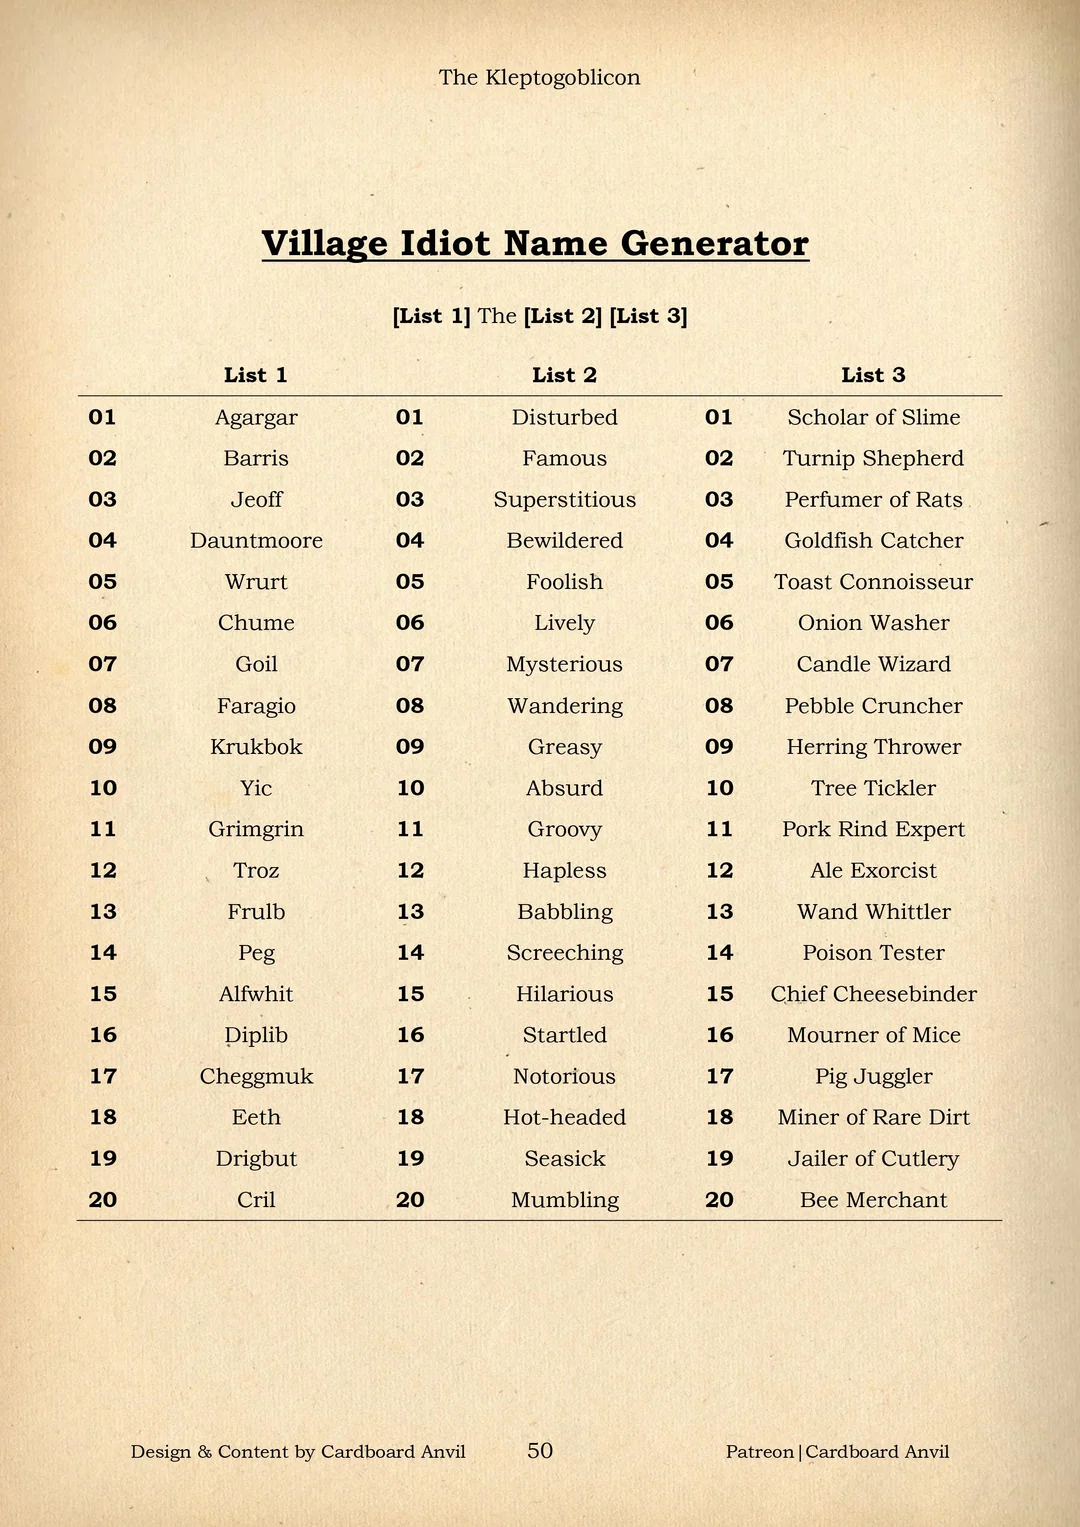 The Kleptogoblicon
Village Idiot Name Generator
[List 1] The [List 2] [List 3]
List 1 List 2 List 3
01 Agargar 01 Disturbed 01 Scholar of Slime
02 Barris 02 Famous 02 Turnip Shepherd
03 Jeoff 03 Superstitious 03 Perfumer of Rats
04 Dauntmoore 04 Bewildered 04 Goldfish Catcher
05 Wrurt 05 Foolish 05 Toast Connoisseur
06 Chume 06 Lively 06 Onion Washer
07 Goil 07 Mysterious 07 Candle Wizard
08 Faragio 08 Wandering 08 Pebble Cruncher
09 Krukbok 09 Greasy 09 Herring Thrower
10 Yic 10 Absurd 10 Tree Tickler
11 Grimgrin 11 Groovy 11 Pork Rind Expert
12 Troz 12 Hapless 12 Ale Exorcist
13 Frulb 13 Babbling 13 Wand Whittler
14 Peg 14 Screeching 14 Poison Tester
15 Alfwhit 15 Hilarious 15 Chief Cheesebinder
16 Diplib 16 Startled 16 Mourner of Mice
17 Cheggmuk 17 Notorious 17 Pig Juggler
18 Eeth 18 Hot-headed 18 Miner of Rare Dirt
19 Drigbut 19 Seasick 19 Jailer of Cutlery
20 Cril 20 Mumbling 20 Bee Merchant
Design & Content by Cardboard Anvil 50 Patreon|Cardboard Anvil